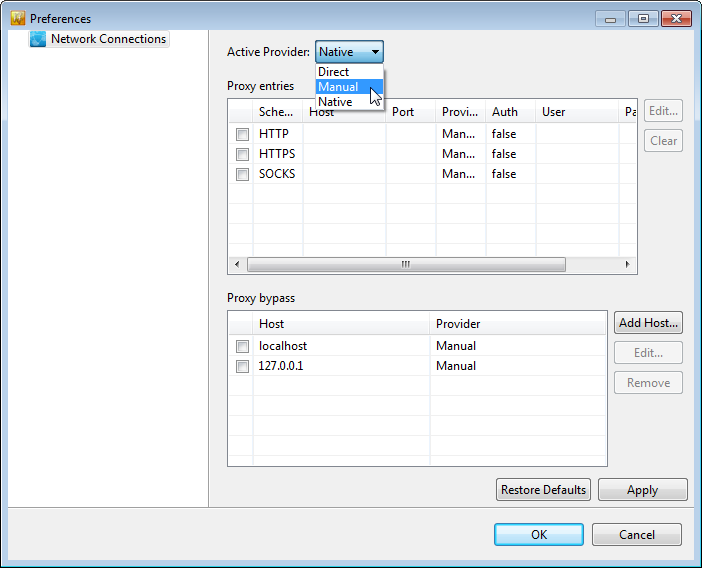 Preferences
Network Connections
Active Provider: Native
Direct
Manual
Native
Proxy entries
Sche... Host Port Provi... Auth User Pa
HTTP Man... false
HTTPS Man... false
SOCKS Man... false
Edit...
Clear
Proxy bypass
Host Provider
localhost Manual
127.0.0.1 Manual
Add Host...
Edit...
Remove
Restore Defaults Apply
OK Cancel